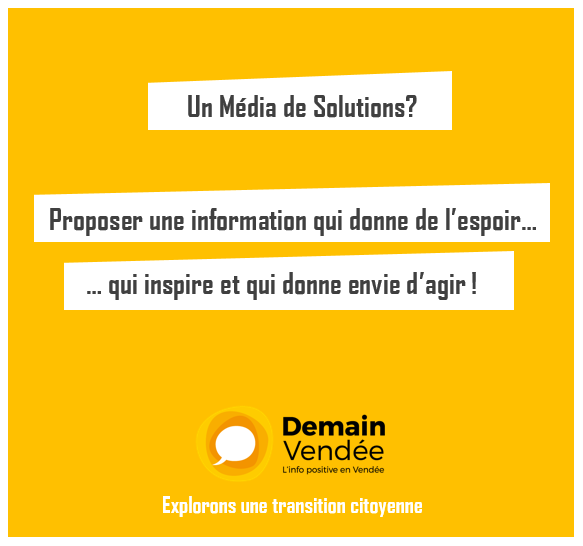 Un Média de Solutions?
Proposer une information qui donne de l’espoir...
... qui inspire et qui donne envie d’agir !
Demain
Vendée
L’info positive en Vendée
Explorons une transition citoyenne